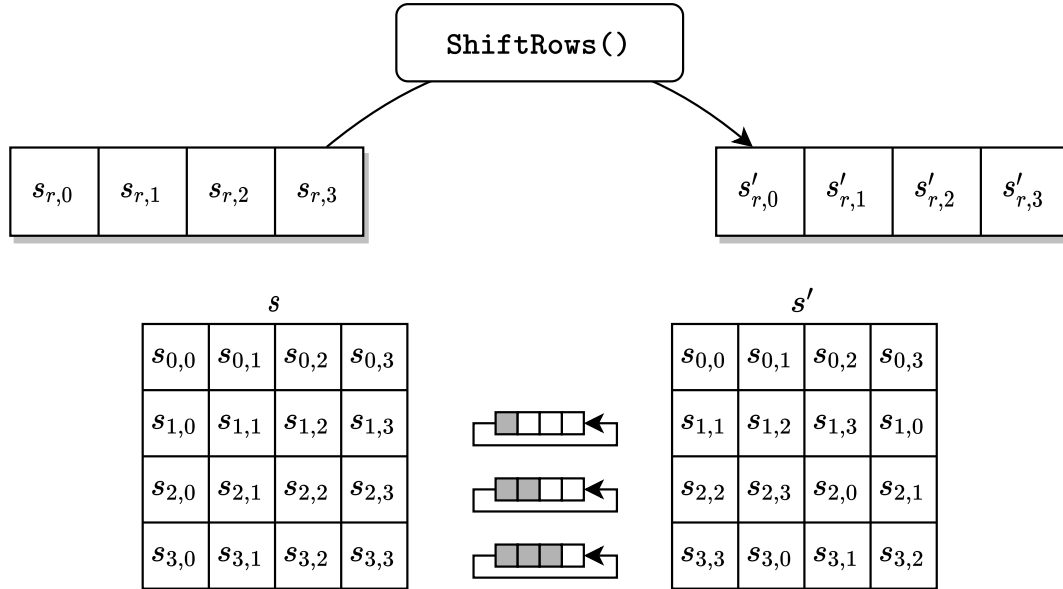 ShiftRows()
s_{r,0} s_{r,1} s_{r,2} s_{r,3} s'_{r,0} s'_{r,1} s'_{r,2} s'_{r,3}
s s'
s_{0,0} s_{0,1} s_{0,2} s_{0,3} s_{0,0} s_{0,1} s_{0,2} s_{0,3}
s_{1,0} s_{1,1} s_{1,2} s_{1,3} s_{1,1} s_{1,2} s_{1,3} s_{1,0}
s_{2,0} s_{2,1} s_{2,2} s_{2,3} s_{2,2} s_{2,3} s_{2,0} s_{2,1}
s_{3,0} s_{3,1} s_{3,2} s_{3,3} s_{3,3} s_{3,0} s_{3,1} s_{3,2}